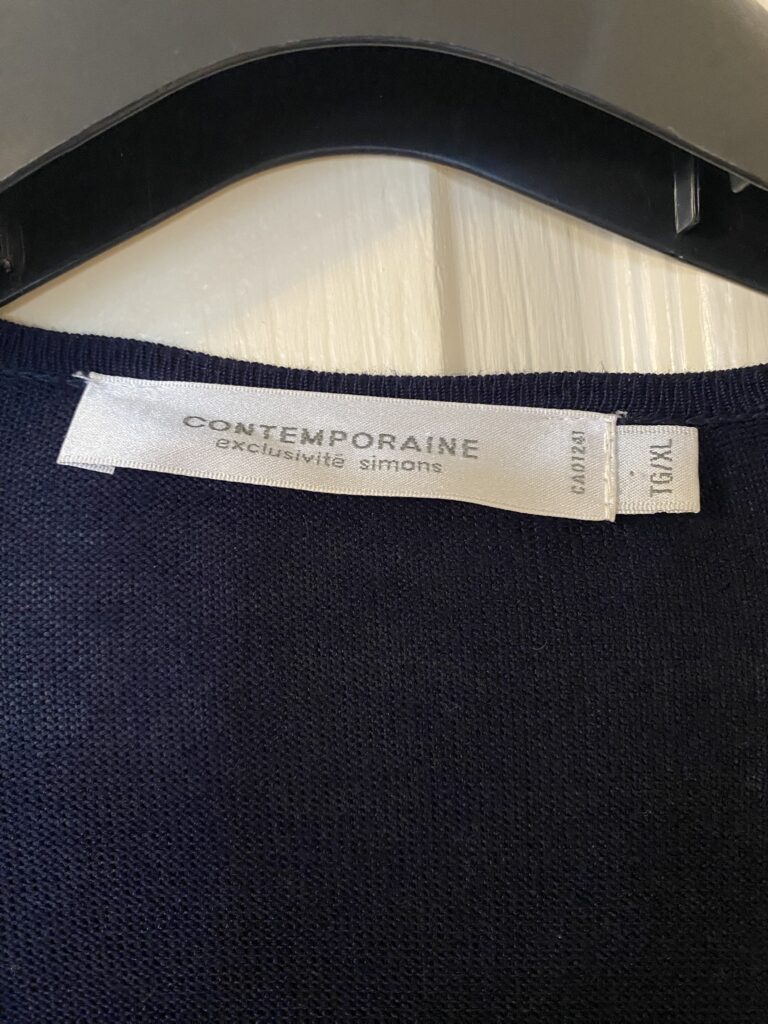 CONTEMPORAINE
exclusivité simons
CA01241
TG/XL